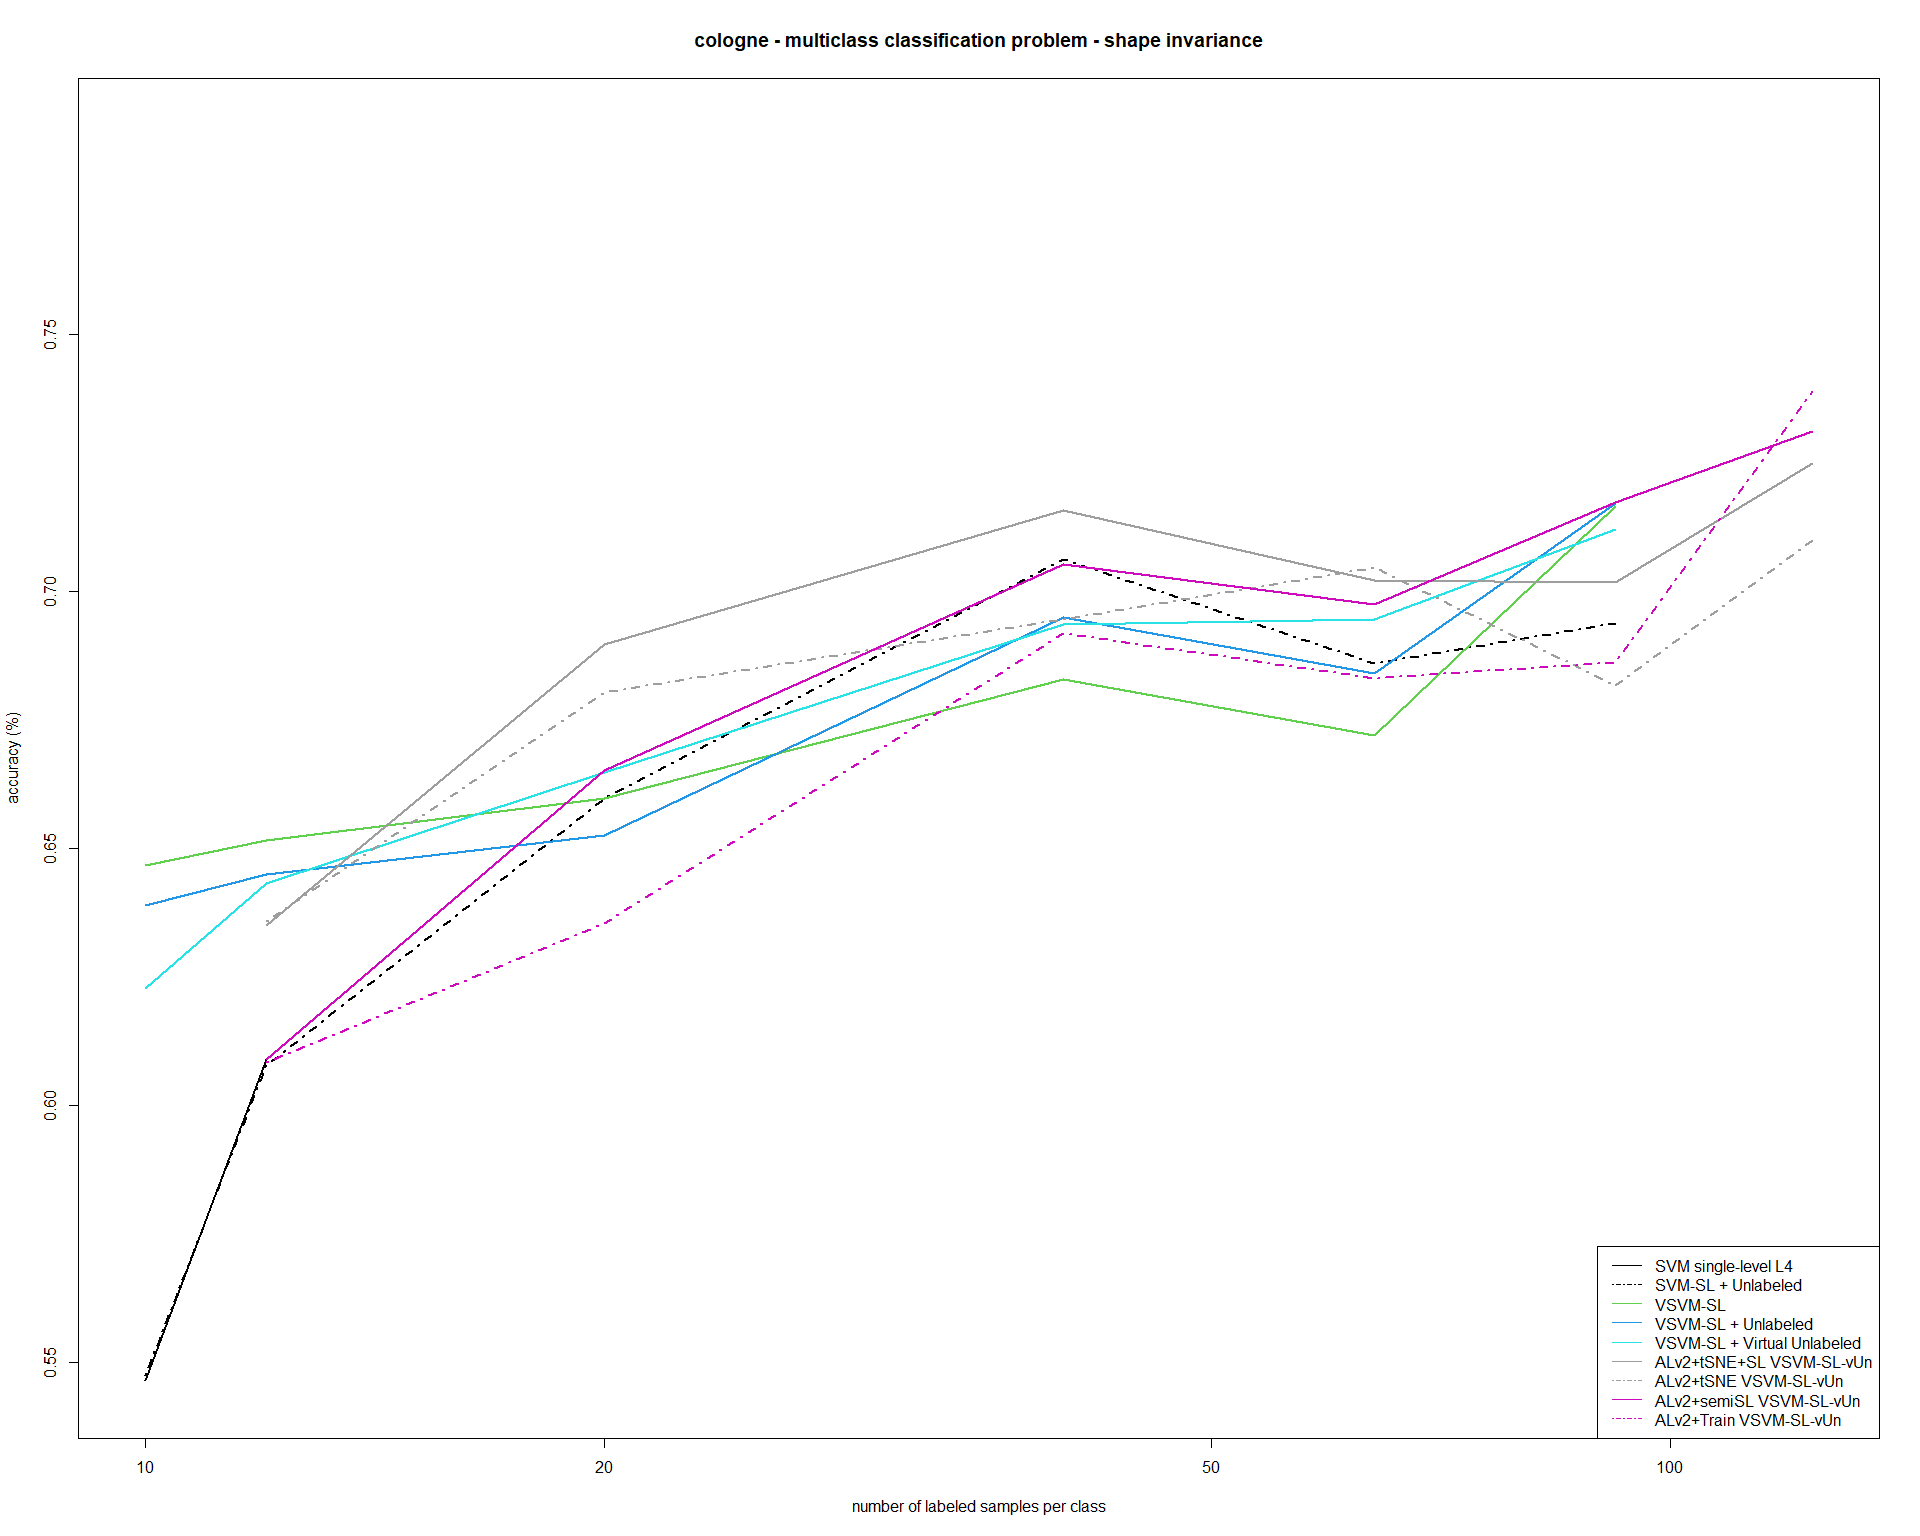 cologne - multiclass classification problem - shape invariance
0.75
0.70
0.65
0.60
0.55
accuracy (%)
SVM single-level L4
SVM-SL + Unlabeled
VSVM-SL
VSVM-SL + Unlabeled
VSVM-SL + Virtual Unlabeled
ALv2+tSNE+SL VSVM-SL-vUn
ALv2+tSNE VSVM-SL-vUn
ALv2+semiSL VSVM-SL-vUn
ALv2+Train VSVM-SL-vUn
10 20 50 100
number of labeled samples per class